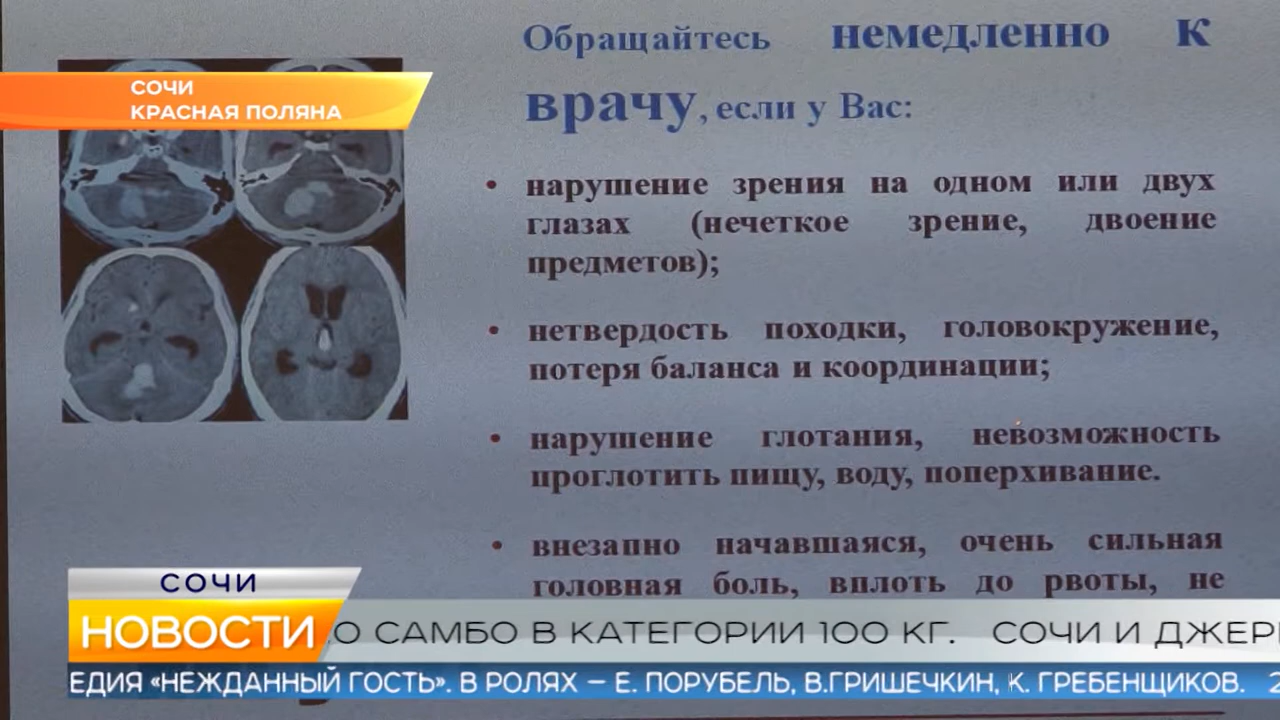 Обращайтесь немедленно к
врачу, если у Вас:
СОЧИ
КРАСНАЯ ПОЛЯНА
• нарушение зрения на одном или двух
глазах (нечеткое зрение, двоение
предметов);
• нетвердость походки, головокружение,
потеря баланса и координации;
• нарушение глотания, невозможность
проглотить пищу, воду, поперхивание.
• внезапно начавшаяся, очень сильная
головная боль, вплоть до рвоты, не
СОЧИ
НОВОСТИ
О САМБО В КАТЕГОРИИ 100 КГ. СОЧИ И ДЖЕР
ЕДИЯ «НЕЖДАННЫЙ ГОСТЬ». В РОЛЯХ – Е. ПОРУБЕЛЬ, В.ГРИШЕЧКИН, К. ГРЕБЕНЩИКОВ. 2